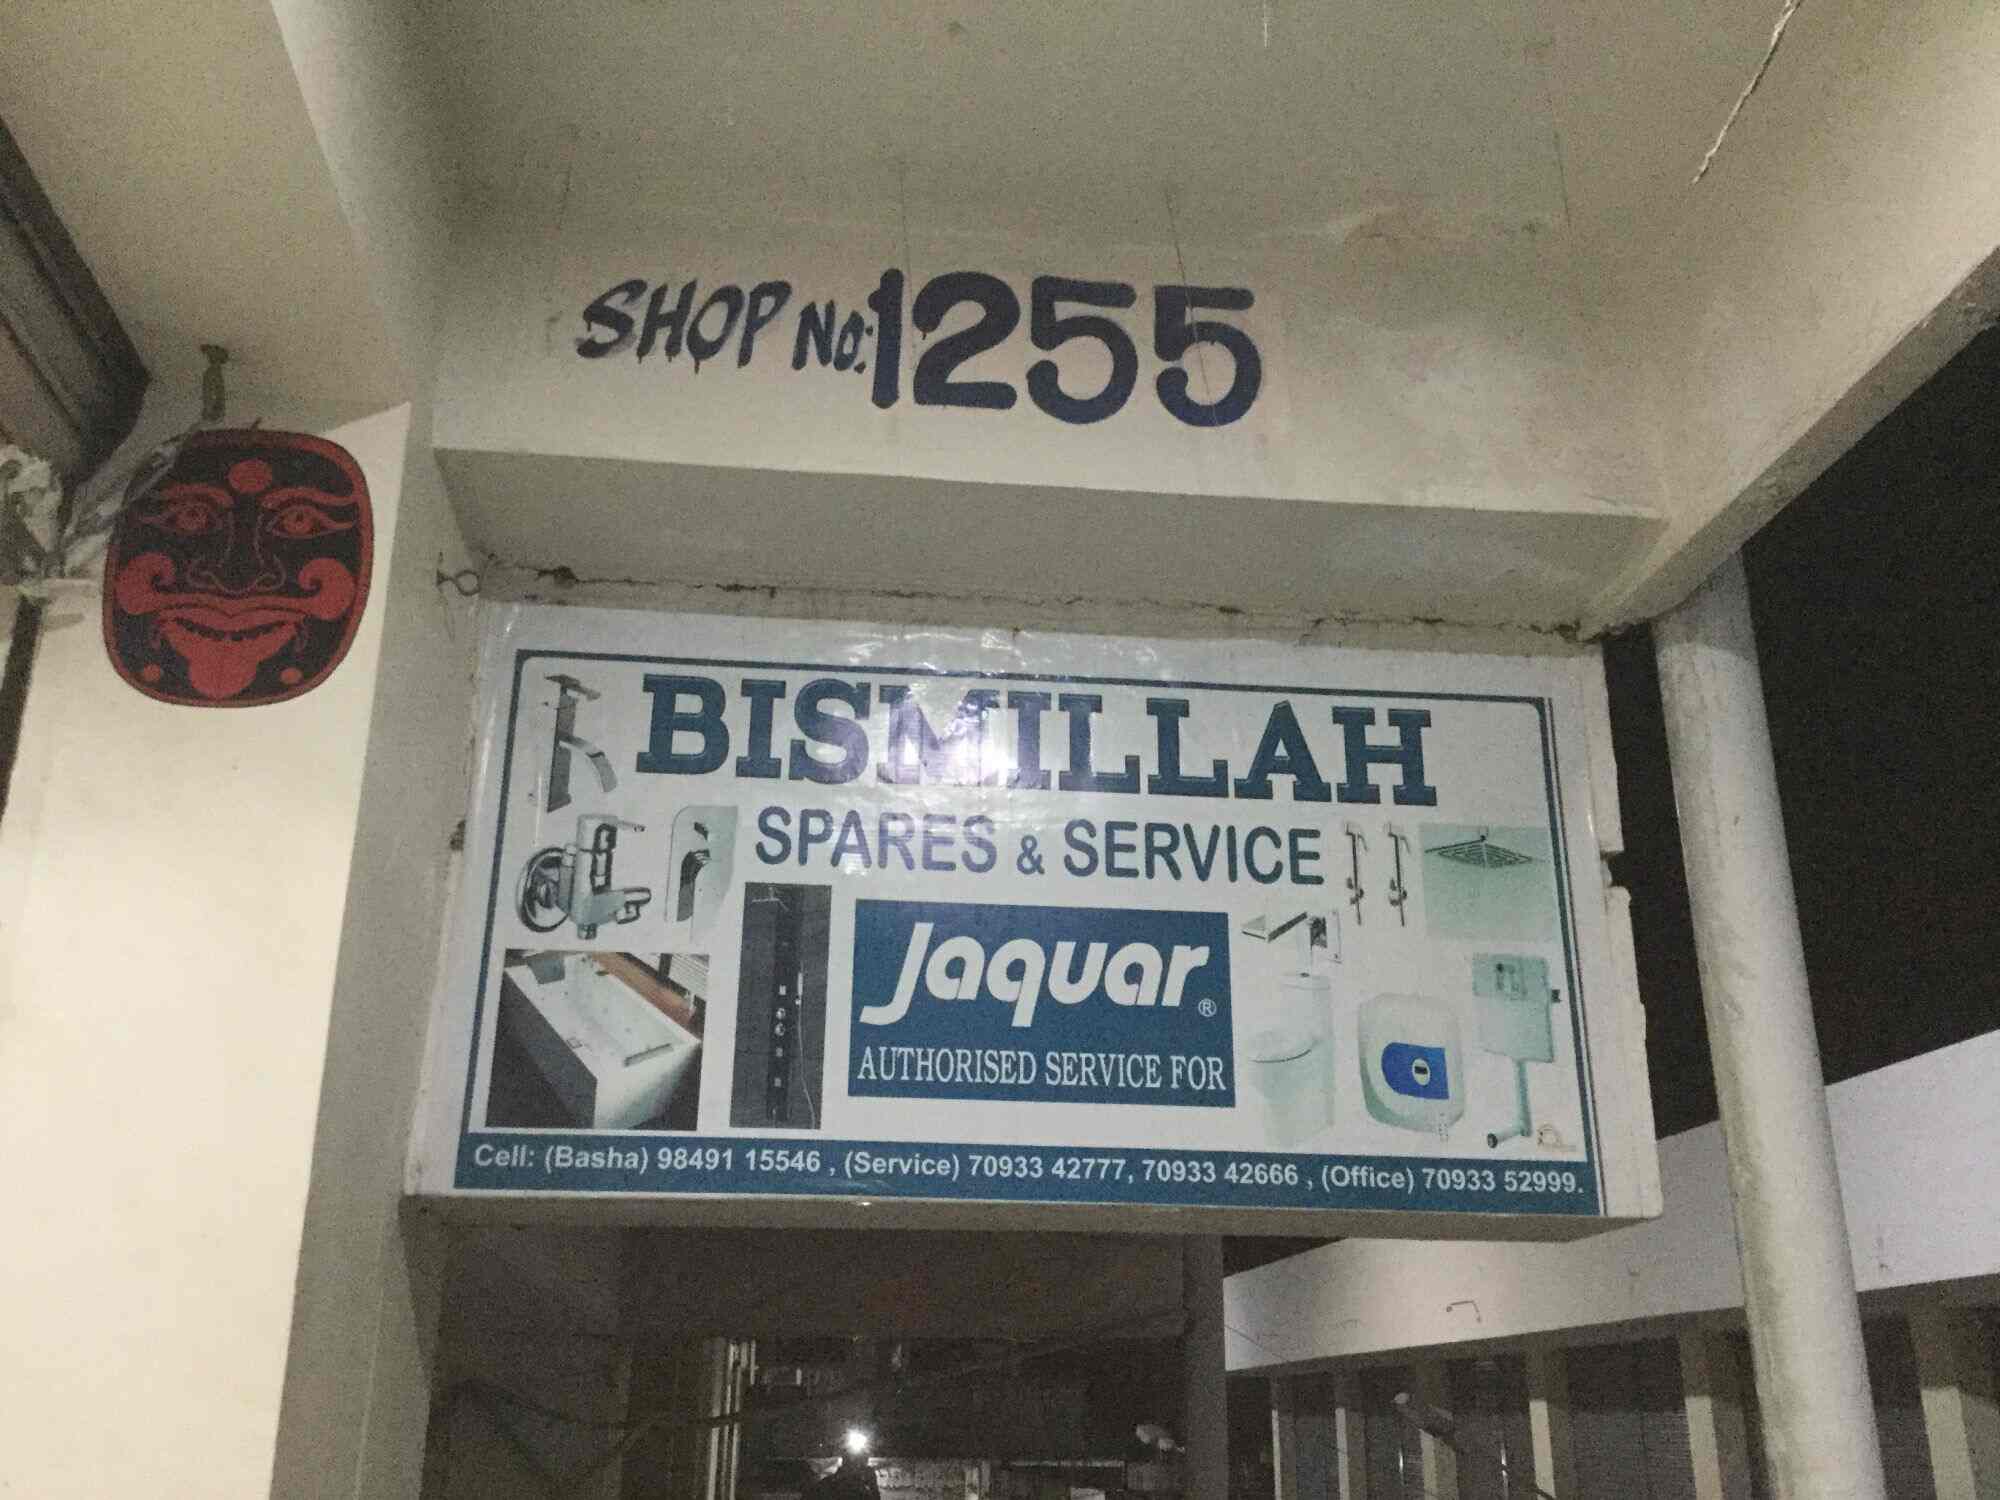 SHOP No: 1255
BISMILLAH
SPARES & SERVICE
Jaquar®
AUTHORISED SERVICE FOR
Cell: (Basha) 98491 15546 , (Service) 70933 42777, 70933 42666 , (Office) 70933 52999.